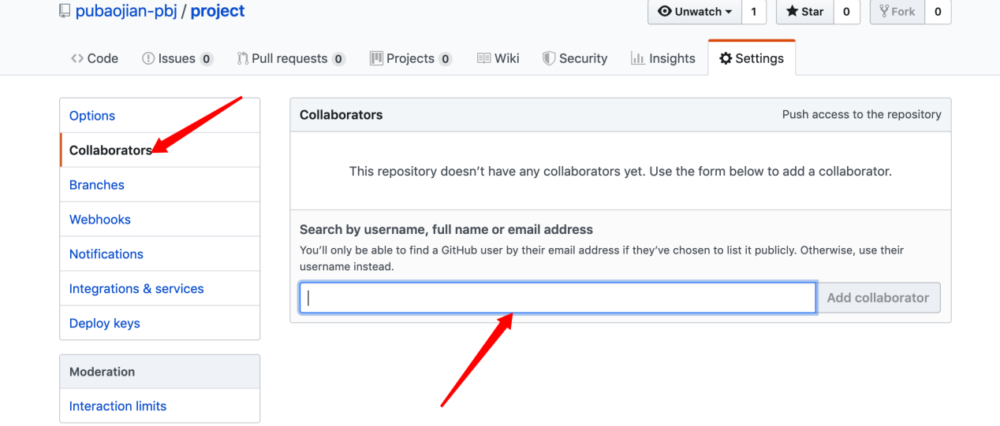 pubaojian-pbj / project
Unwatch 1 Star 0 Fork 0
Code Issues 0 Pull requests 0 Projects 0 Wiki Security Insights Settings
Options
Collaborators
Branches
Webhooks
Notifications
Integrations & services
Deploy keys
Moderation
Interaction limits
Collaborators Push access to the repository
This repository doesn’t have any collaborators yet. Use the form below to add a collaborator.
Search by username, full name or email address
You’ll only be able to find a GitHub user by their email address if they’ve chosen to list it publicly. Otherwise, use their
username instead.
Add collaborator